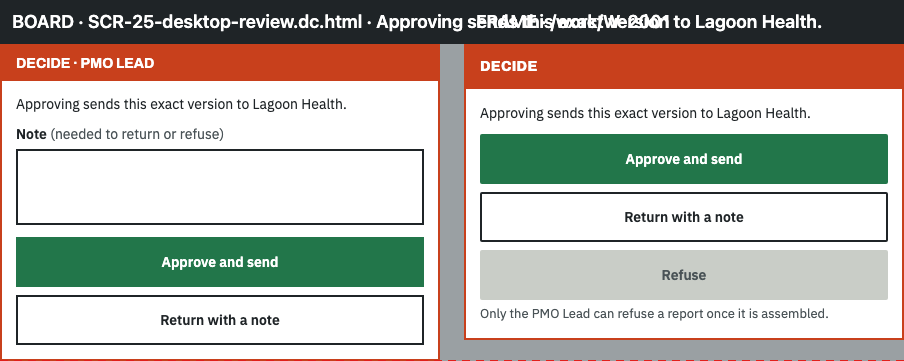 BOARD · SCR-25-desktop-review.dc.html · Approving sends this exact version to Lagoon Health.
DECIDE · PMO LEAD
Approving sends this exact version to Lagoon Health.
Note (needed to return or refuse)
Approve and send
Return with a note
DECIDE
Approving sends this exact version to Lagoon Health.
Approve and send
Return with a note
Refuse
Only the PMO Lead can refuse a report once it is assembled.